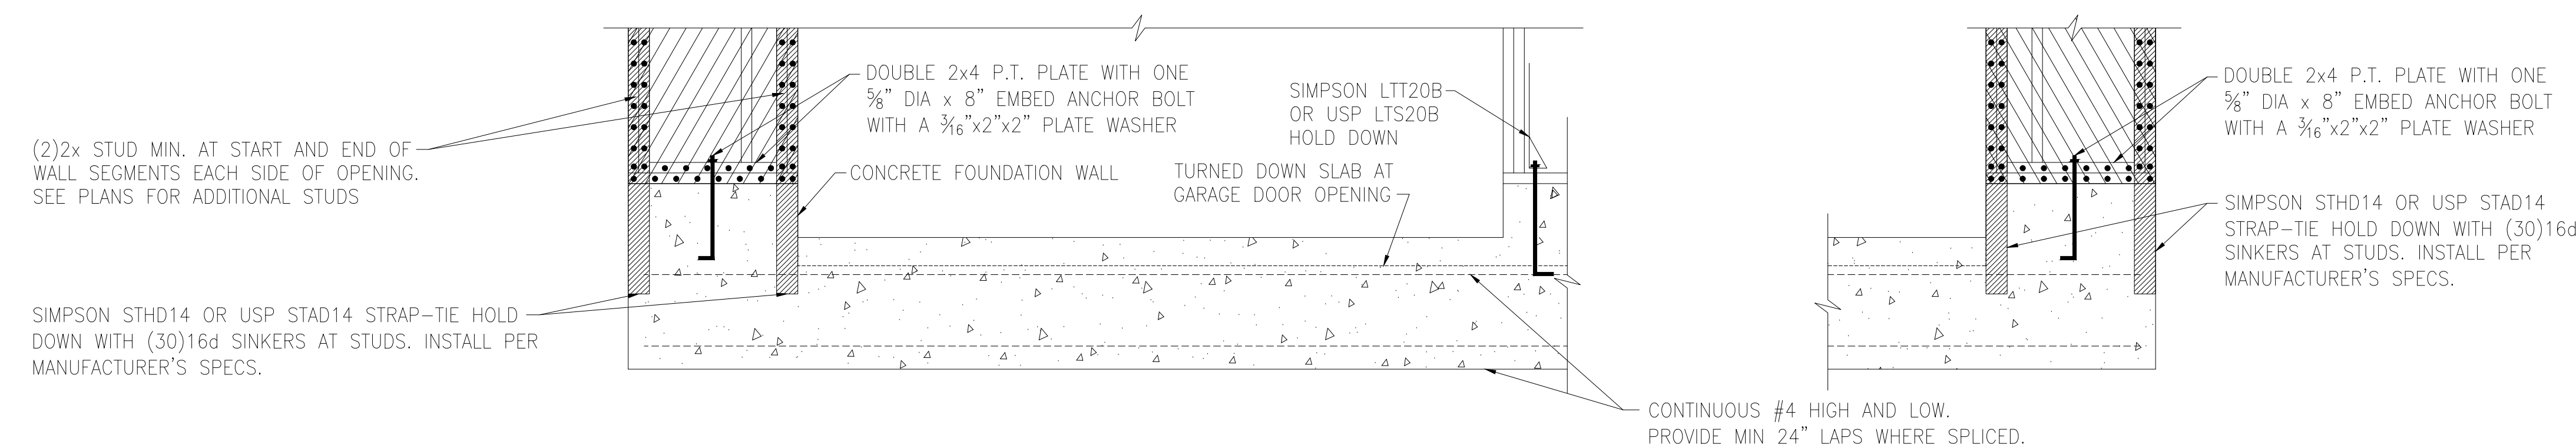 (2)2x STUD MIN. AT START AND END OF
WALL SEGMENTS EACH SIDE OF OPENING.
SEE PLANS FOR ADDITIONAL STUDS
SIMPSON STHD14 OR USP STAD14 STRAP-TIE HOLD
DOWN WITH (30)16d SINKERS AT STUDS. INSTALL PER
MANUFACTURER'S SPECS.
DOUBLE 2x4 P.T. PLATE WITH ONE
⅝" DIA x 8" EMBED ANCHOR BOLT
WITH A 3⁄16"x2"x2" PLATE WASHER
CONCRETE FOUNDATION WALL
SIMPSON LTT20B
OR USP LTS20B
HOLD DOWN
TURNED DOWN SLAB AT
GARAGE DOOR OPENING
CONTINUOUS #4 HIGH AND LOW.
PROVIDE MIN 24" LAPS WHERE SPLICED.
DOUBLE 2x4 P.T. PLATE WITH ONE
⅝" DIA x 8" EMBED ANCHOR BOLT
WITH A 3⁄16"x2"x2" PLATE WASHER
SIMPSON STHD14 OR USP STAD14
STRAP-TIE HOLD DOWN WITH (30)16d
SINKERS AT STUDS. INSTALL PER
MANUFACTURER'S SPECS.